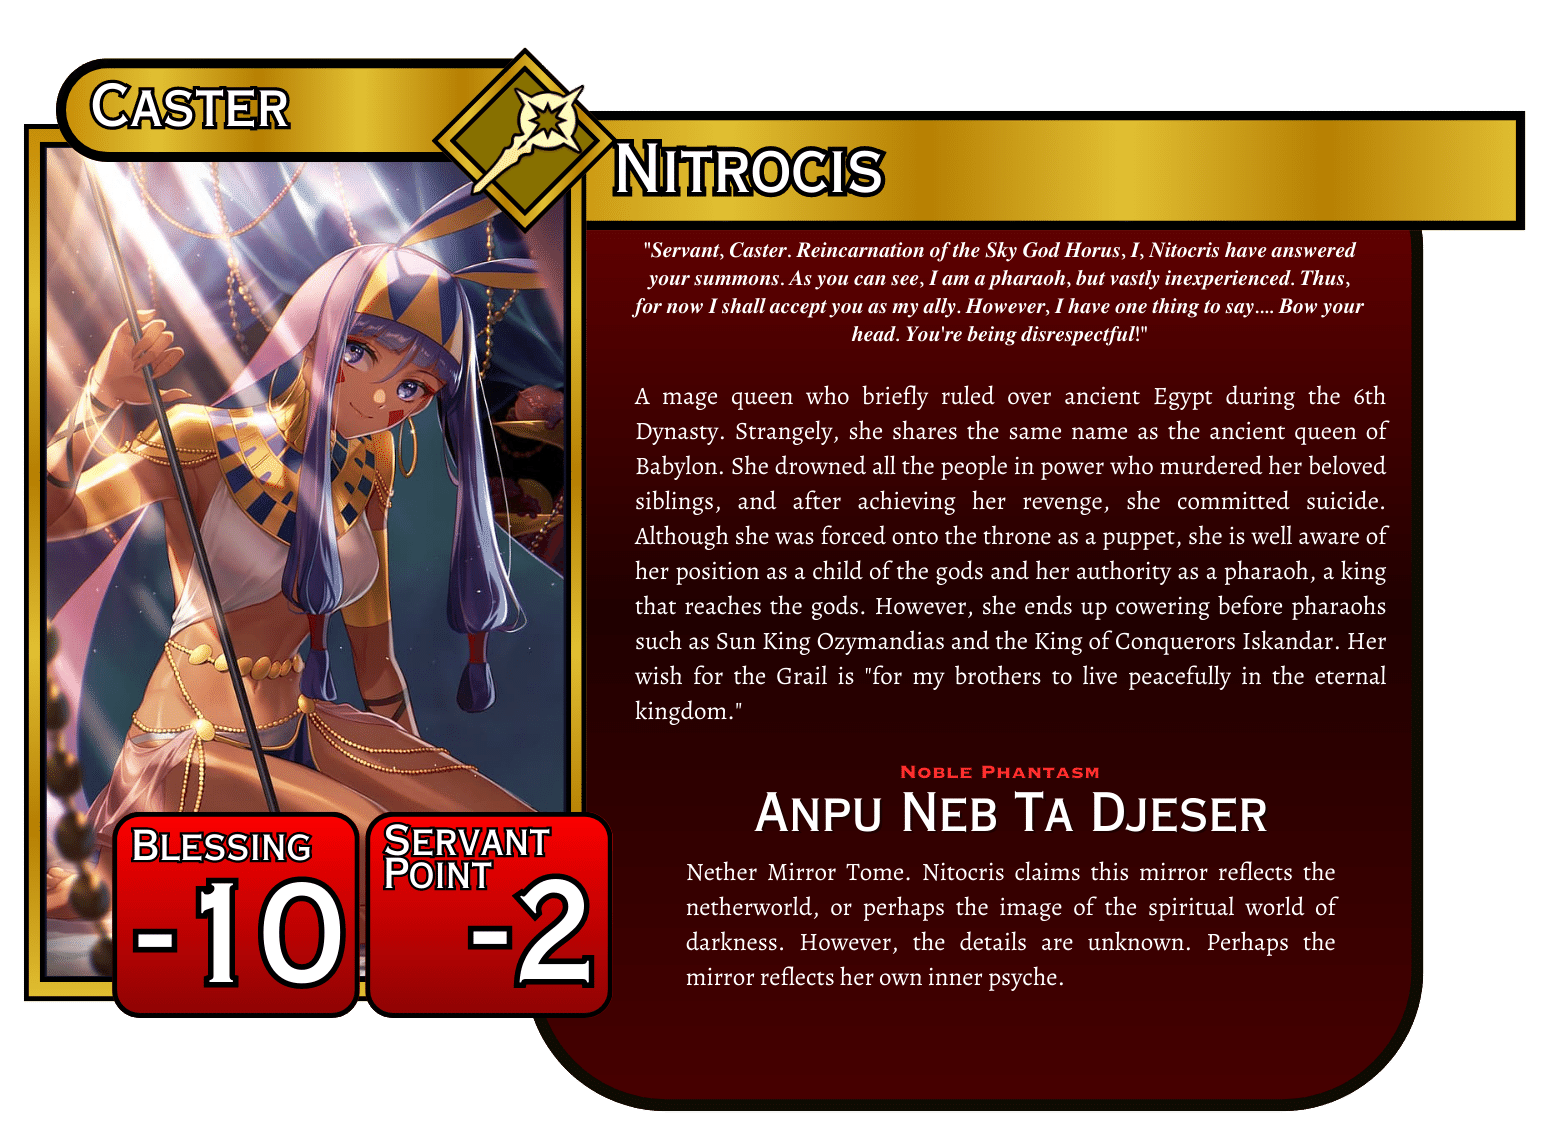 Caster
Nitrocis
"Servant, Caster. Reincarnation of the Sky God Horus, I, Nitocris have answered
your summons. As you can see, I am a pharaoh, but vastly inexperienced. Thus,
for now I shall accept you as my ally. However, I have one thing to say.... Bow your
head. You're being disrespectful!"
A mage queen who briefly ruled over ancient Egypt during the 6th
Dynasty. Strangely, she shares the same name as the ancient queen of
Babylon. She drowned all the people in power who murdered her beloved
siblings, and after achieving her revenge, she committed suicide.
Although she was forced onto the throne as a puppet, she is well aware of
her position as a child of the gods and her authority as a pharaoh, a king
that reaches the gods. However, she ends up cowering before pharaohs
such as Sun King Ozymandias and the King of Conquerors Iskandar. Her
wish for the Grail is "for my brothers to live peacefully in the eternal
kingdom."
Noble Phantasm
Anpu Neb Ta Djeser
Nether Mirror Tome. Nitocris claims this mirror reflects the
netherworld, or perhaps the image of the spiritual world of
darkness. However, the details are unknown. Perhaps the
mirror reflects her own inner psyche.
Blessing
-10
Servant
Point
-2